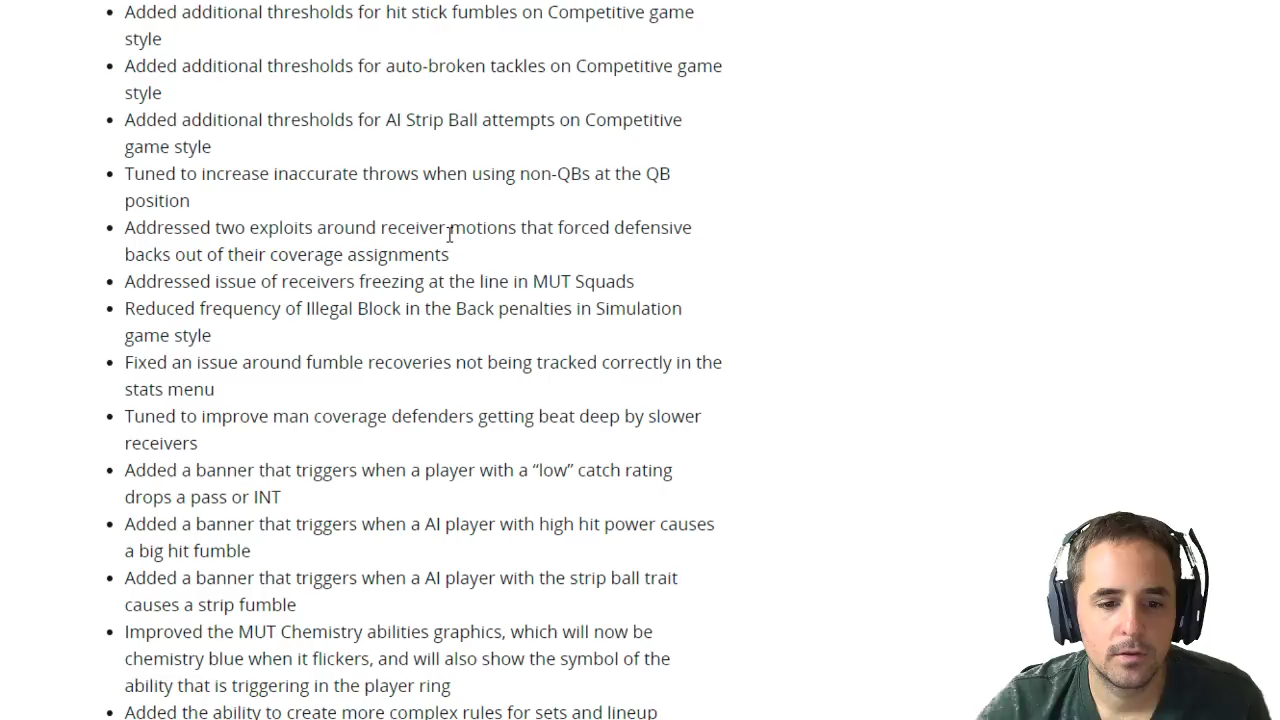 Added additional thresholds for hit stick fumbles on Competitive game
style
Added additional thresholds for auto-broken tackles on Competitive game
style
Added additional thresholds for AI Strip Ball attempts on Competitive
game style
Tuned to increase inaccurate throws when using non-QBs at the QB
position
Addressed two exploits around receiver motions that forced defensive
backs out of their coverage assignments
Addressed issue of receivers freezing at the line in MUT Squads
Reduced frequency of Illegal Block in the Back penalties in Simulation
game style
Fixed an issue around fumble recoveries not being tracked correctly in the
stats menu
Tuned to improve man coverage defenders getting beat deep by slower
receivers
Added a banner that triggers when a player with a “low” catch rating
drops a pass or INT
Added a banner that triggers when a AI player with high hit power causes
a big hit fumble
Added a banner that triggers when a AI player with the strip ball trait
causes a strip fumble
Improved the MUT Chemistry abilities graphics, which will now be
chemistry blue when it flickers, and will also show the symbol of the
ability that is triggering in the player ring
Added the ability to create more complex rules for sets and lineup